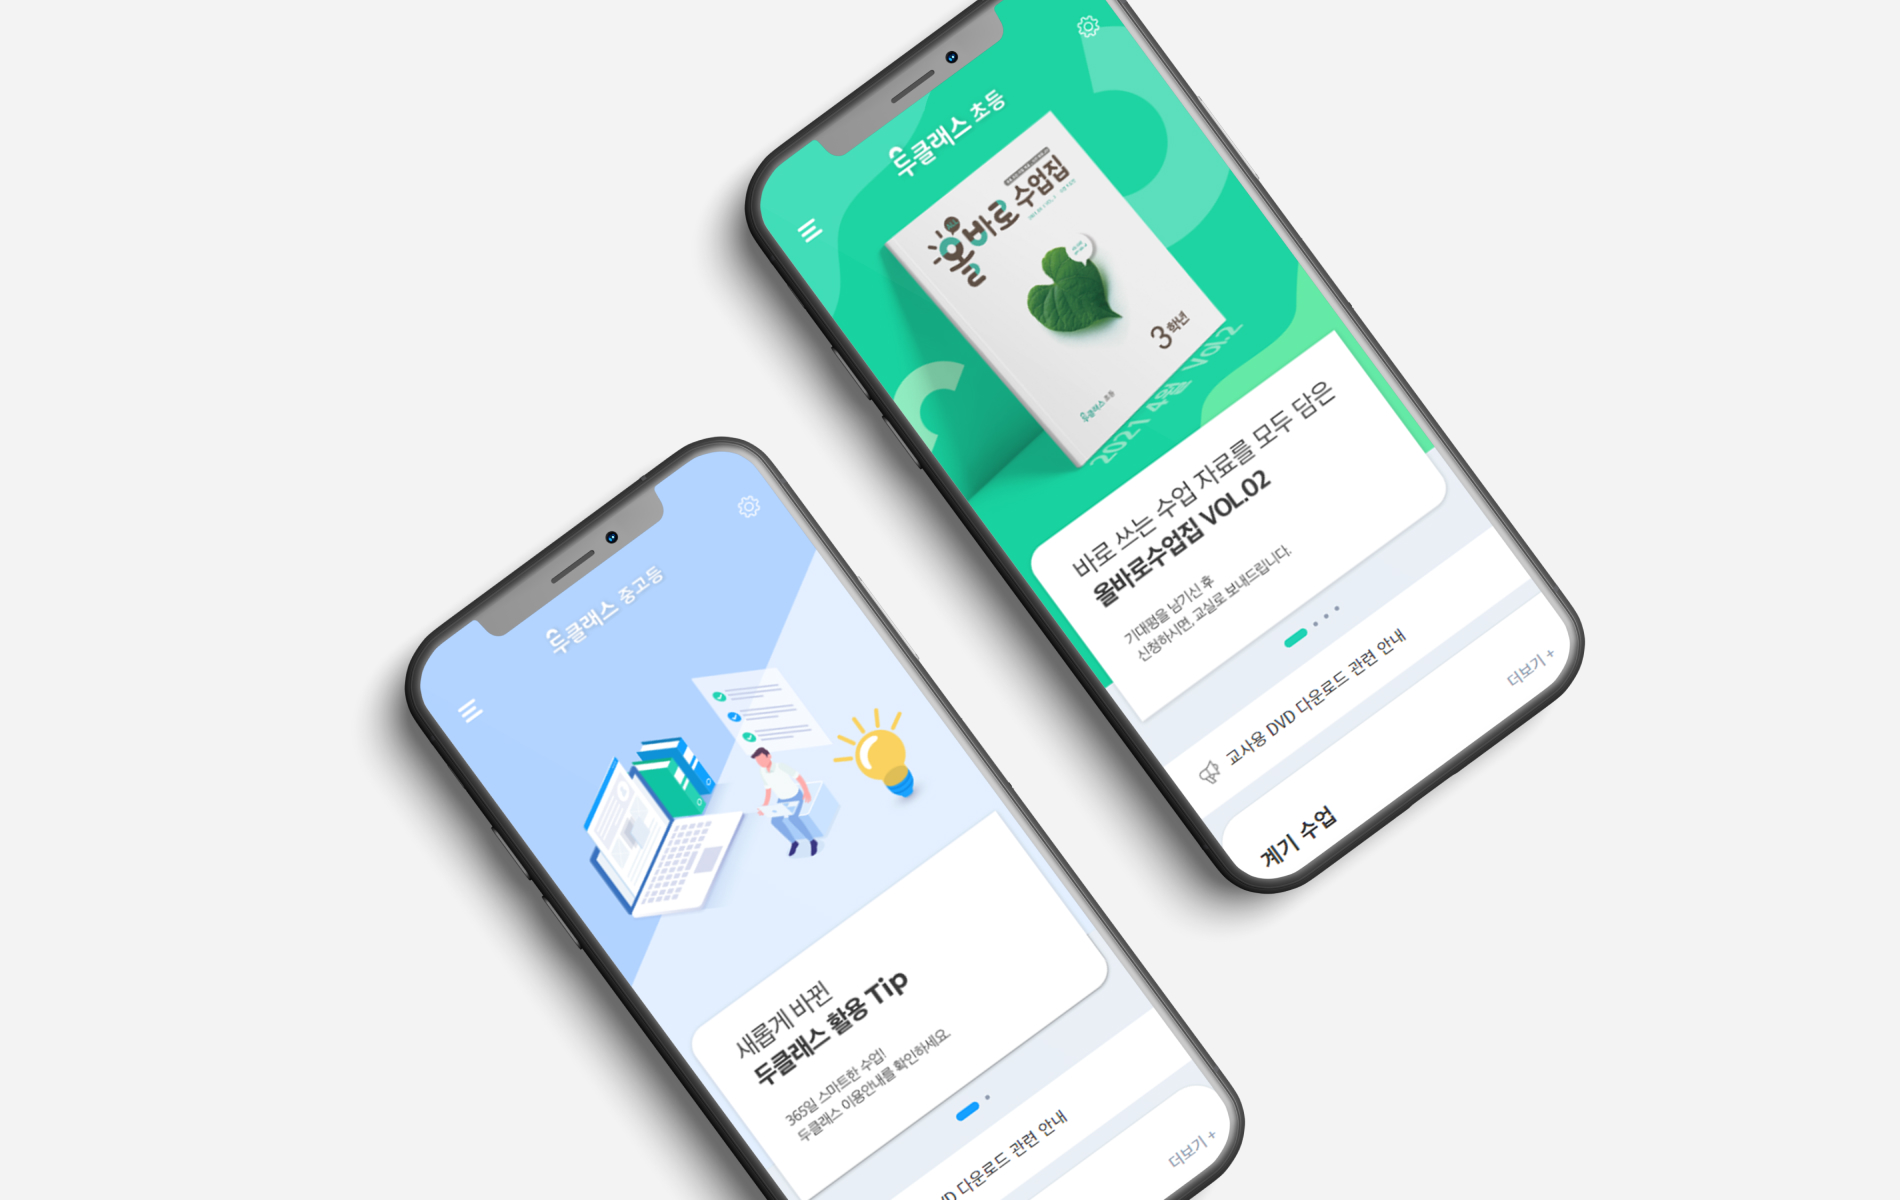 두클래스 초등
올바로 수업집
3학년
두클래스 초등
2021 4월 VOL.2
바로 쓰는 수업 자료를 모두 담은
올바로수업집 VOL.02
기대평을 남기신 후
신청하시면, 교실로 보내드립니다.
교사용 DVD 다운로드 관련 안내
계기 수업
더보기 +
두클래스 중고등
새롭게 바뀐
두클래스 활용 Tip
365일 스마트한 수업!
두클래스 이용안내를 확인하세요.
다운로드 관련 안내
더보기 +